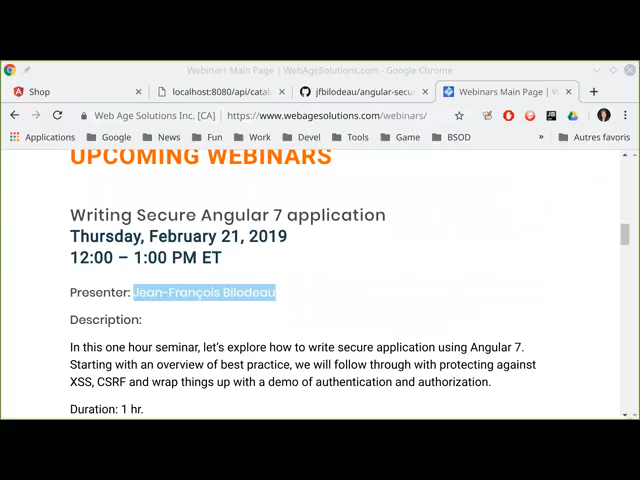 Webinars Main Page | WebAgeSolutions.com - Google Chrome
Shop
localhost:8080/api/catal
jfbilodeau/angular-secu
Webinars Main Page | W
Web Age Solutions Inc. [CA] https://www.webagesolutions.com/webinars/
Applications Google News Fun Work Devel Tools Game BSOD » Autres favoris
UPCOMING WEBINARS
Writing Secure Angular 7 application
Thursday, February 21, 2019
12:00 – 1:00 PM ET
Presenter: Jean-François Bilodeau
Description:
In this one hour seminar, let's explore how to write secure application using Angular 7.
Starting with an overview of best practice, we will follow through with protecting against
XSS, CSRF and wrap things up with a demo of authentication and authorization.
Duration: 1 hr.